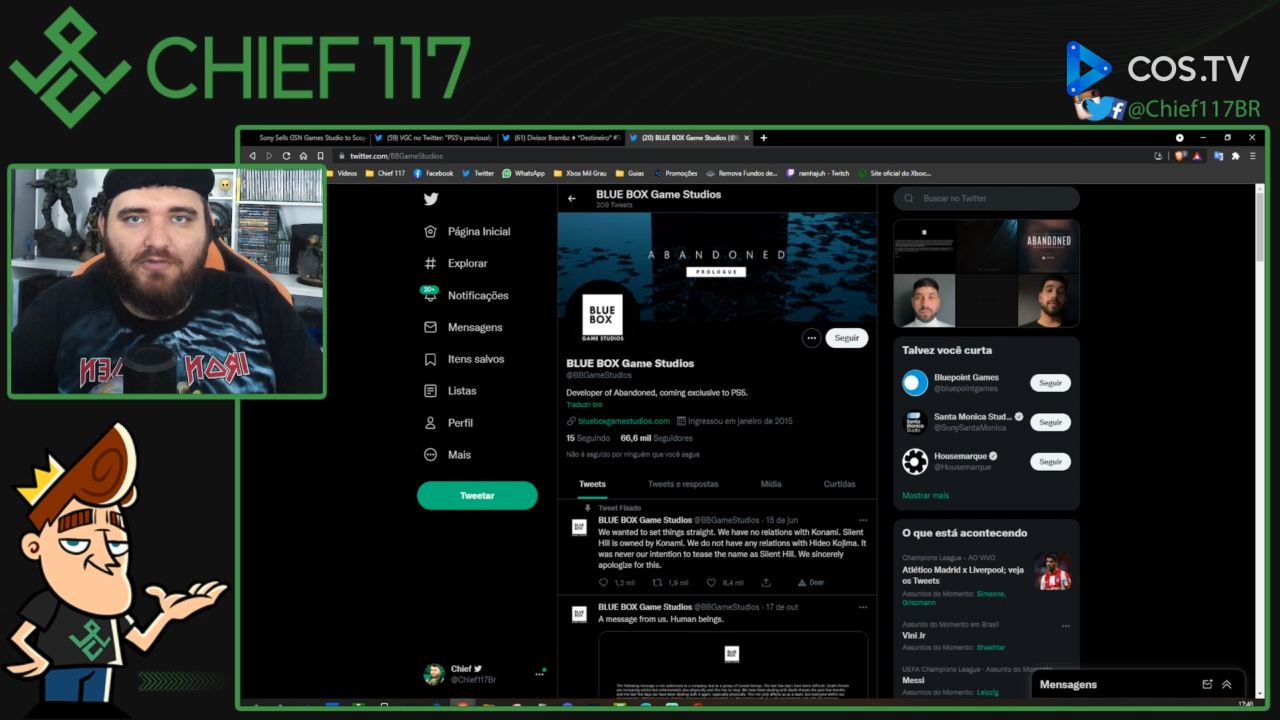 CHIEF 117
COS.TV
@Chief117BR
Sony Sells GSN Games Studio to Scop
(59) VGC no Twitter: "PS5's previously
(61) Divisor Brambz ♦ *Destineiro* #T
(20) BLUE BOX Game Studios (@B
twitter.com/BBGameStudios
Vídeos
Chief 117
Facebook
Twitter
WhatsApp
Xbox Mil Grau
Guias
Promoções
Remova Fundos de...
rainhajuh - Twitch
Site oficial do Xbox...
BLUE BOX Game Studios
209 Tweets
Buscar no Twitter
Página Inicial
Explorar
20+
Notificações
Mensagens
Itens salvos
Listas
Perfil
Mais
Tweetar
ABANDONED
PROLOGUE
BLUE
BOX
GAME STUDIOS
Seguir
BLUE BOX Game Studios
@BBGameStudios
Developer of Abandoned, coming exclusive to PS5.
Traduzir bio
blueboxgamestudios.com
Ingressou em janeiro de 2015
15 Seguindo
66,6 mil Seguidores
Não é seguido por ninguém que você segue
Tweets
Tweets e respostas
Mídia
Curtidas
Tweet Fixado
BLUE BOX Game Studios @BBGameStudios · 15 de jun
We wanted to set things straight. We have no relations with Konami. Silent
Hill is owned by Konami. We do not have any relations with Hideo Kojima. It
was never our intention to tease the name as Silent Hill. We sincerely
apologize for this.
1,2 mil
1,9 mil
8,4 mil
Doar
BLUE BOX Game Studios @BBGameStudios · 17 de out
A message from us. Human beings.
BLUE
BOX
ABANDONED
Talvez você curta
Bluepoint Games
@bluepointgames
Seguir
Santa Monica Stud...
@SonySantaMonica
Seguir
Housemarque
@Housemarque
Seguir
Mostrar mais
O que está acontecendo
Champions League · AO VIVO
Atlético Madrid x Liverpool; veja
os Tweets
Assuntos do Momento: Simeone,
Griezmann
Assunto do Momento em Brasil
Vini Jr
Assuntos do Momento: Shakhtar
UEFA Champions League · Assunto do Mom
Messi
Assuntos do Momento: Leipzig
Chief
@Chief117Br
Mensagens
17:40